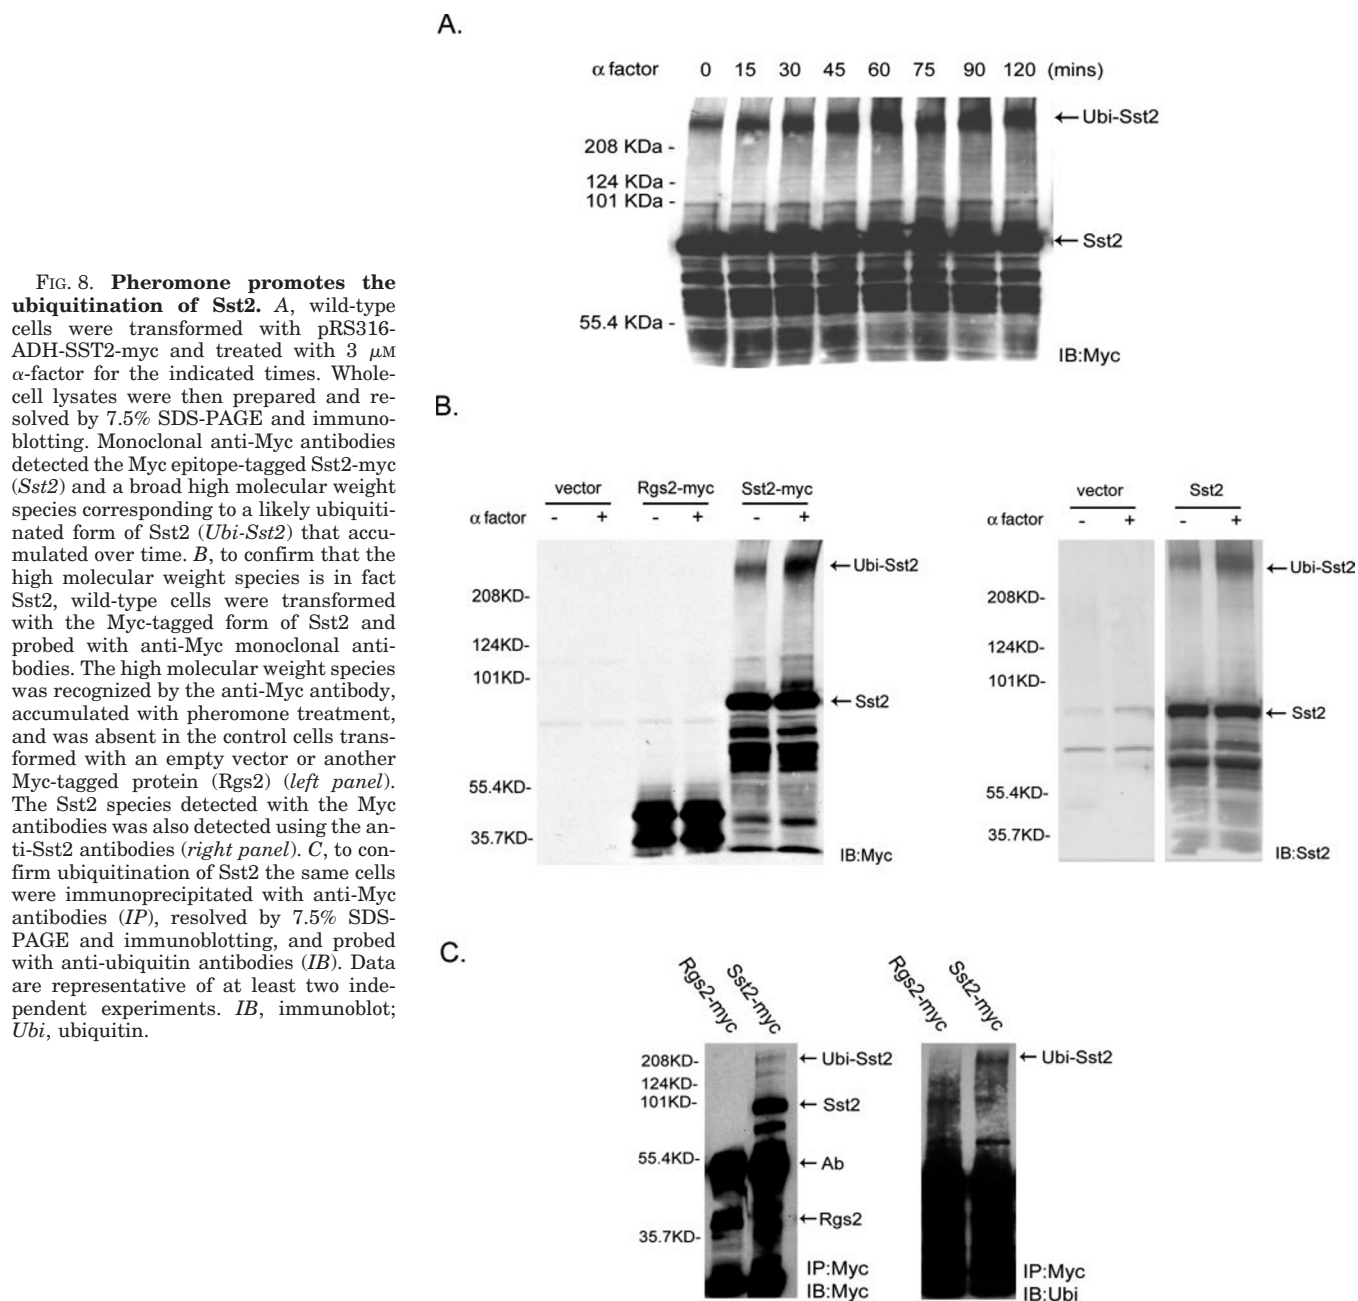 FIG. 8. Pheromone promotes the
ubiquitination of Sst2. A, wild-type
cells were transformed with pRS316-
ADH-SST2-myc and treated with 3 μM
α-factor for the indicated times. Whole-
cell lysates were then prepared and re-
solved by 7.5% SDS-PAGE and immuno-
blotting. Monoclonal anti-Myc antibodies
detected the Myc epitope-tagged Sst2-myc
(Sst2) and a broad high molecular weight
species corresponding to a likely ubiquiti-
nated form of Sst2 (Ubi-Sst2) that accu-
mulated over time. B, to confirm that the
high molecular weight species is in fact
Sst2, wild-type cells were transformed
with the Myc-tagged form of Sst2 and
probed with anti-Myc monoclonal anti-
bodies. The high molecular weight species
was recognized by the anti-Myc antibody,
accumulated with pheromone treatment,
and was absent in the control cells trans-
formed with an empty vector or another
Myc-tagged protein (Rgs2) (left panel).
The Sst2 species detected with the Myc
antibodies was also detected using the an-
ti-Sst2 antibodies (right panel). C, to con-
firm ubiquitination of Sst2 the same cells
were immunoprecipitated with anti-Myc
antibodies (IP), resolved by 7.5% SDS-
PAGE and immunoblotting, and probed
with anti-ubiquitin antibodies (IB). Data
are representative of at least two inde-
pendent experiments. IB, immunoblot;
Ubi, ubiquitin.
A.
α factor 0 15 30 45 60 75 90 120 (mins)
←Ubi-Sst2
208 KDa -
124 KDa -
101 KDa -
←Sst2
55.4 KDa -
IB:Myc
B.
vector Rgs2-myc Sst2-myc
α factor - + - + - +
←Ubi-Sst2
208KD-
124KD-
101KD-
←Sst2
55.4KD-
35.7KD-
IB:Myc
vector Sst2
α factor - + - +
←Ubi-Sst2
208KD-
124KD-
101KD-
←Sst2
55.4KD-
35.7KD-
IB:Sst2
C.
Rgs2-myc Sst2-myc
208KD- ←Ubi-Sst2
124KD-
101KD- ←Sst2
55.4KD- ←Ab
←Rgs2
35.7KD-
IP:Myc
IB:Myc
Rgs2-myc Sst2-myc
←Ubi-Sst2
IP:Myc
IB:Ubi